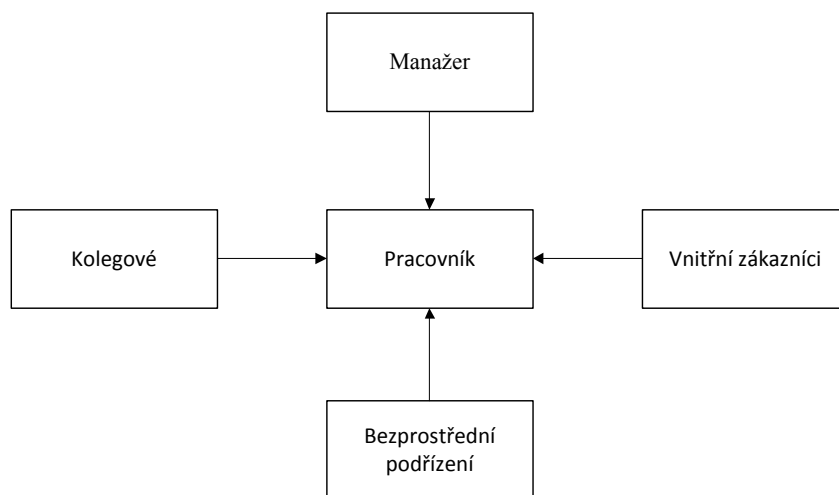 Manažer
Kolegové
Pracovník
Vnitřní zákazníci
Bezprostřední
podřízení